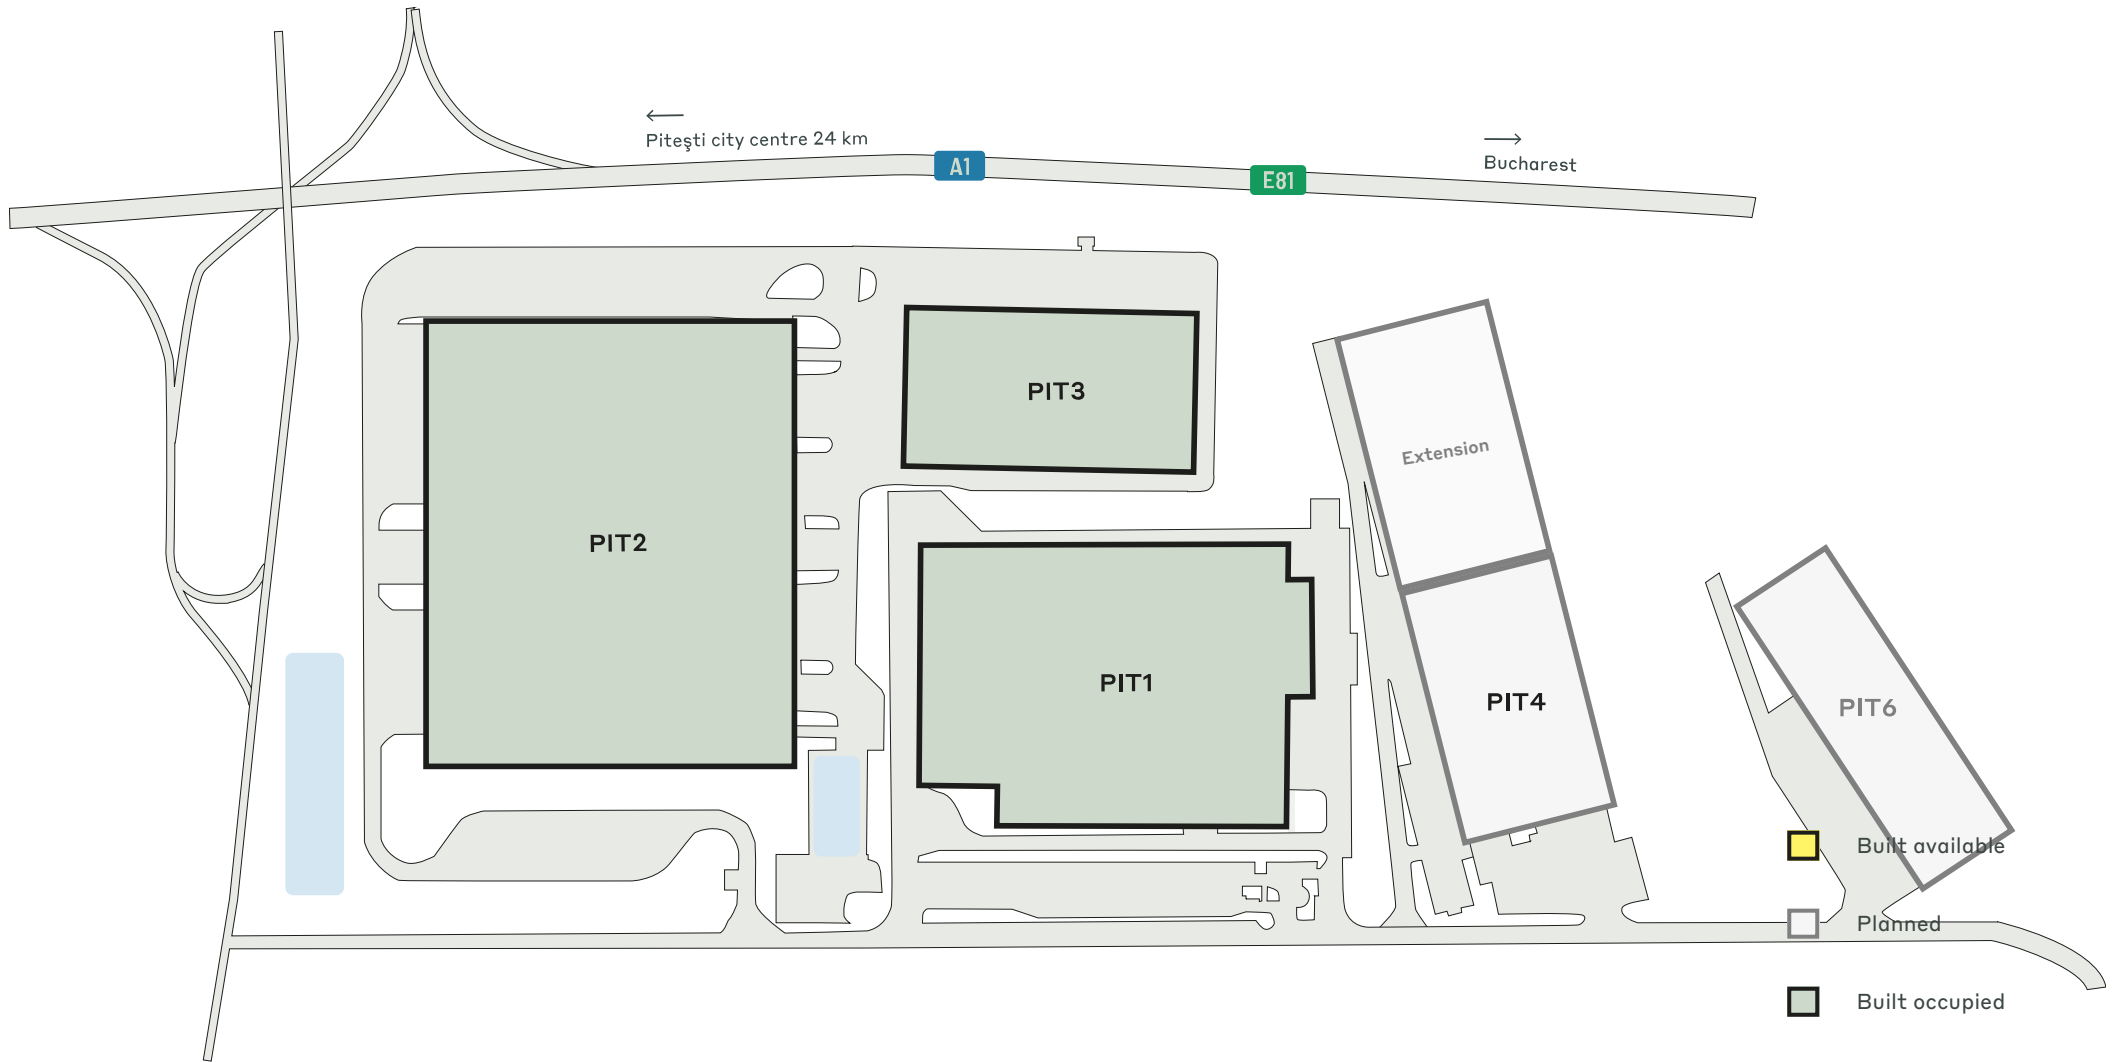 Piteşti city centre 24 km
A1
E81
Bucharest
PIT3
Extension
PIT2
PIT1
PIT4
PIT6
Built available
Planned
Built occupied